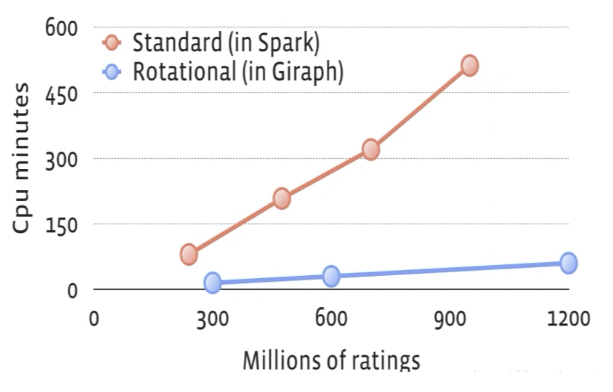 600
Standard (in Spark)
Rotational (in Giraph)
450
300
150
0
Cpu minutes
0 300 600 900 1200
Millions of ratings